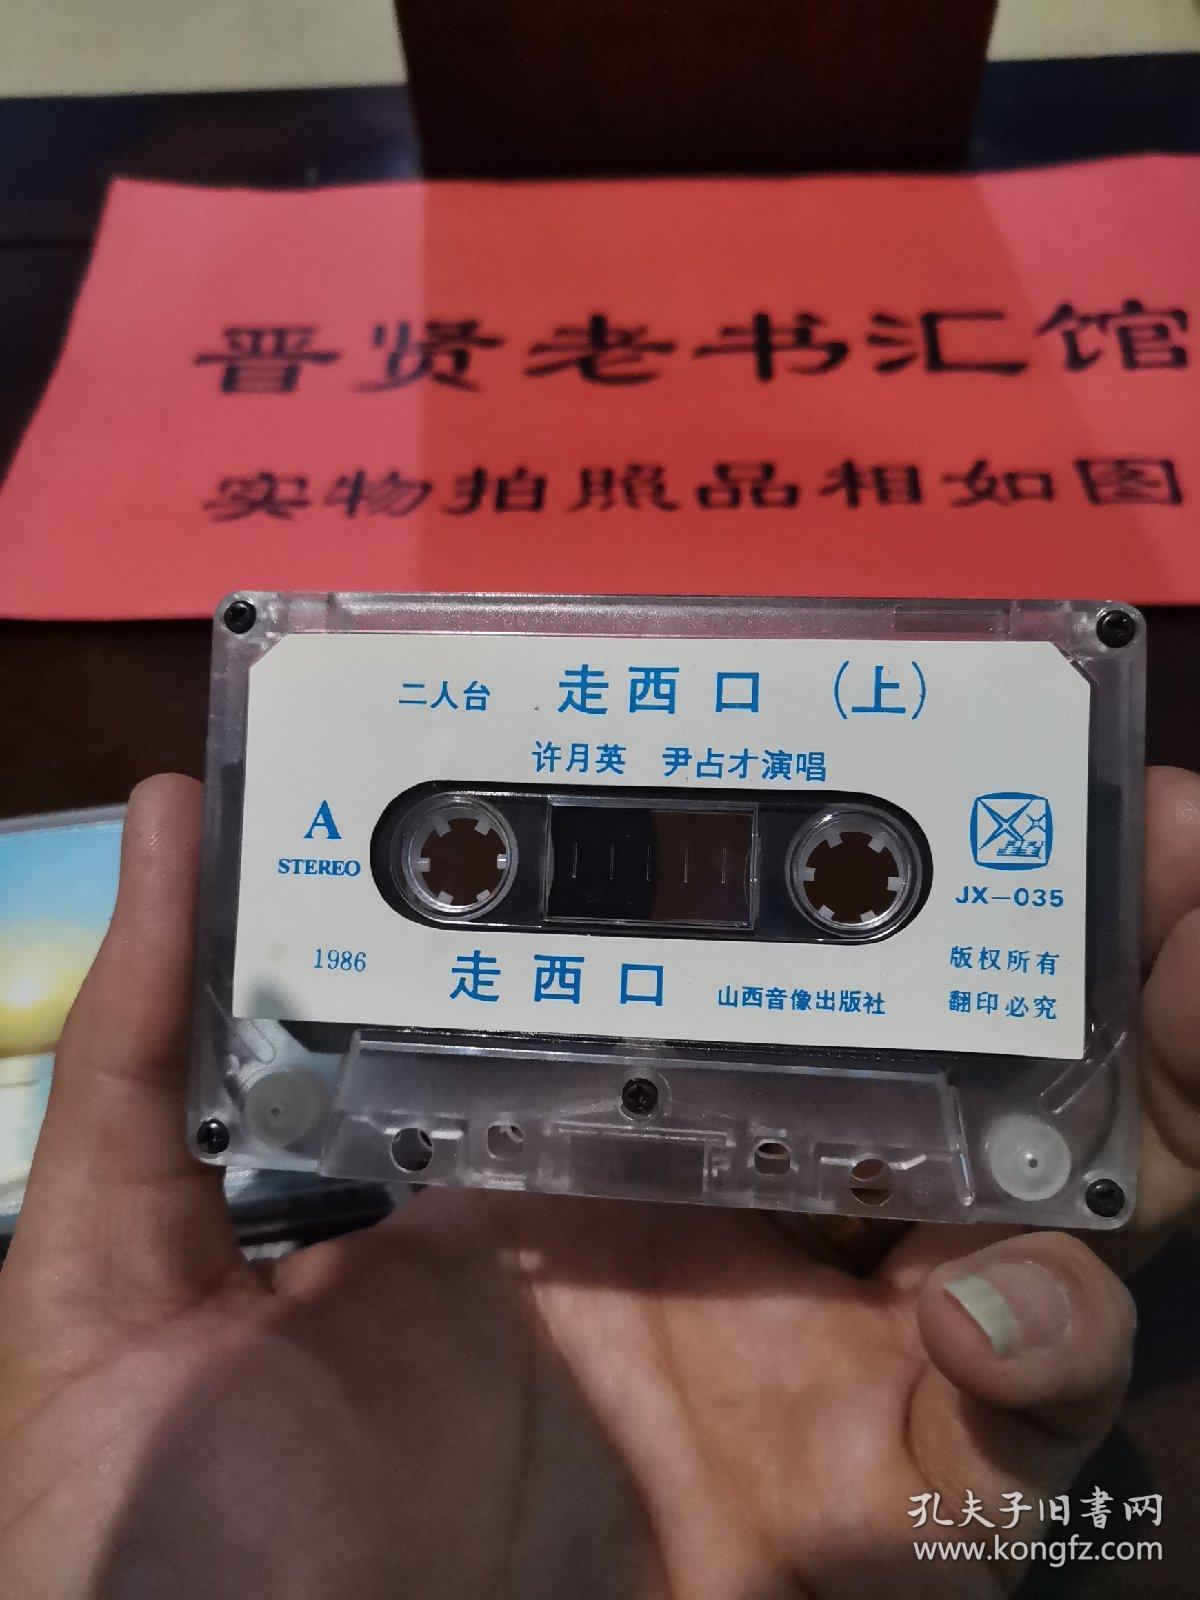 晋贤老书汇馆
实物拍照品相如图
二人台 走西口 (上)
许月英 尹占才演唱
A
STEREO
星星
JX-035
1986
走西口
山西音像出版社
版权所有
翻印必究
孔夫子旧書网
www.kongfz.com